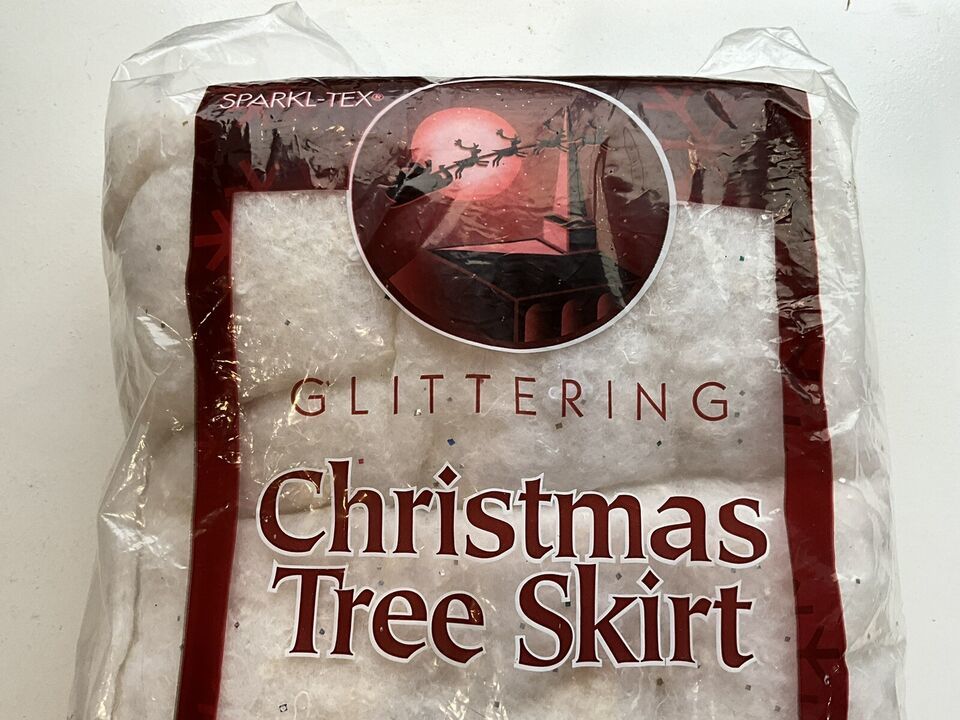 SPARKL-TEX®
GLITTERING
Christmas
Tree Skirt